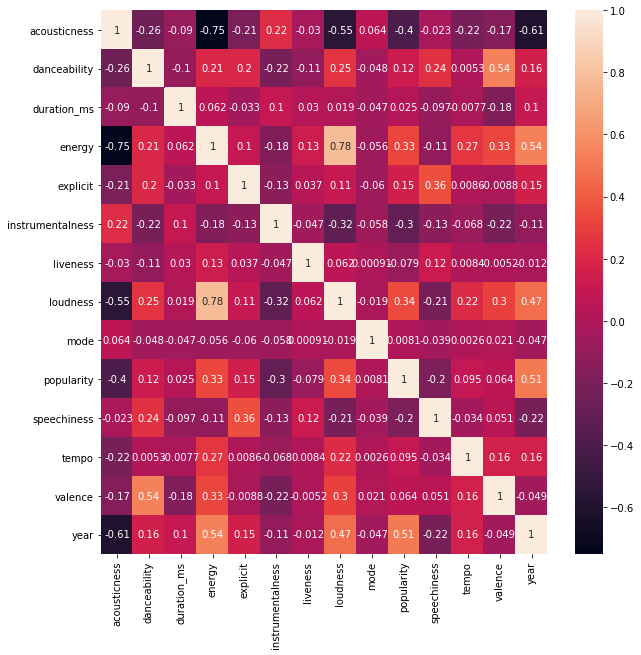 acousticness 1 -0.26 -0.09 -0.75 -0.21 0.22 -0.03 -0.55 0.064 -0.4 -0.023 -0.22 -0.17 -0.61
danceability -0.26 1 -0.1 0.21 0.2 -0.22 -0.11 0.25 -0.048 0.12 0.24 0.0053 0.54 0.16
duration_ms -0.09 -0.1 1 0.062 -0.033 0.1 0.03 0.019 -0.047 0.025 -0.097 -0.0077 -0.18 0.1
energy -0.75 0.21 0.062 1 0.1 -0.18 0.13 0.78 -0.056 0.33 -0.11 0.27 0.33 0.54
explicit -0.21 0.2 -0.033 0.1 1 -0.13 0.037 0.11 -0.06 0.15 0.36 0.0086 -0.0088 0.15
instrumentalness 0.22 -0.22 0.1 -0.18 -0.13 1 -0.047 -0.32 -0.058 -0.3 -0.13 -0.068 -0.22 -0.11
liveness -0.03 -0.11 0.03 0.13 0.037 -0.047 1 0.062 0.00091 -0.079 0.12 0.0084 -0.0052 -0.012
loudness -0.55 0.25 0.019 0.78 0.11 -0.32 0.062 1 -0.019 0.34 -0.21 0.22 0.3 0.47
mode 0.064 -0.048 -0.047 -0.056 -0.06 -0.058 0.00091 -0.019 1 0.0081 -0.039 0.0026 0.021 -0.047
popularity -0.4 0.12 0.025 0.33 0.15 -0.3 -0.079 0.34 0.0081 1 -0.2 0.095 0.064 0.51
speechiness -0.023 0.24 -0.097 -0.11 0.36 -0.13 0.12 -0.21 -0.039 -0.2 1 -0.034 0.051 -0.22
tempo -0.22 0.0053 -0.0077 0.27 0.0086 -0.068 0.0084 0.22 0.0026 0.095 -0.034 1 0.16 0.16
valence -0.17 0.54 -0.18 0.33 -0.0088 -0.22 -0.0052 0.3 0.021 0.064 0.051 0.16 1 -0.049
year -0.61 0.16 0.1 0.54 0.15 -0.11 -0.012 0.47 -0.047 0.51 -0.22 0.16 -0.049 1
acousticness danceability duration_ms energy explicit instrumentalness liveness loudness mode popularity speechiness tempo valence year
1.0
0.8
0.6
0.4
0.2
0.0
−0.2
−0.4
−0.6